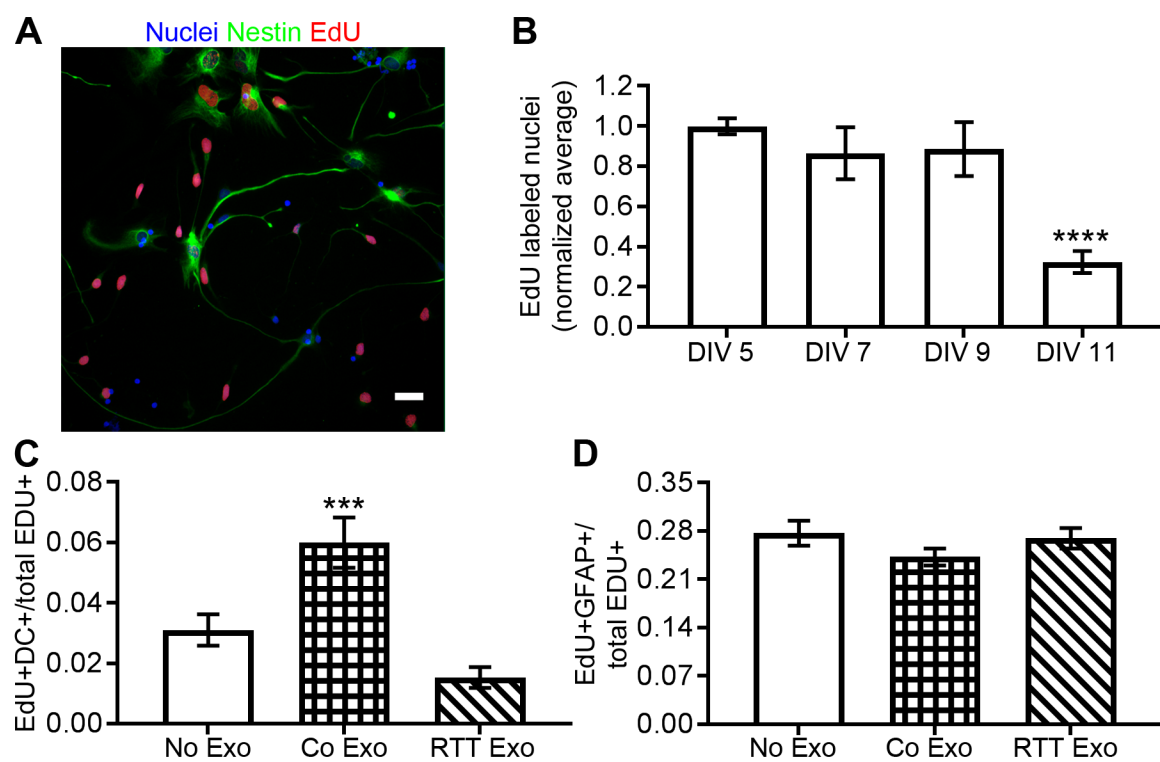 A
Nuclei Nestin EdU
B
EdU labeled nuclei
(normalized average)
1.2
1.0
0.8
0.6
0.4
0.2
0.0
****
DIV 5 DIV 7 DIV 9 DIV 11
C
EdU+DC+/total EDU+
0.08
0.06
0.04
0.02
0.00
***
No Exo Co Exo RTT Exo
D
EdU+GFAP+/
total EDU+
0.35
0.28
0.21
0.14
0.07
0.00
No Exo Co Exo RTT Exo